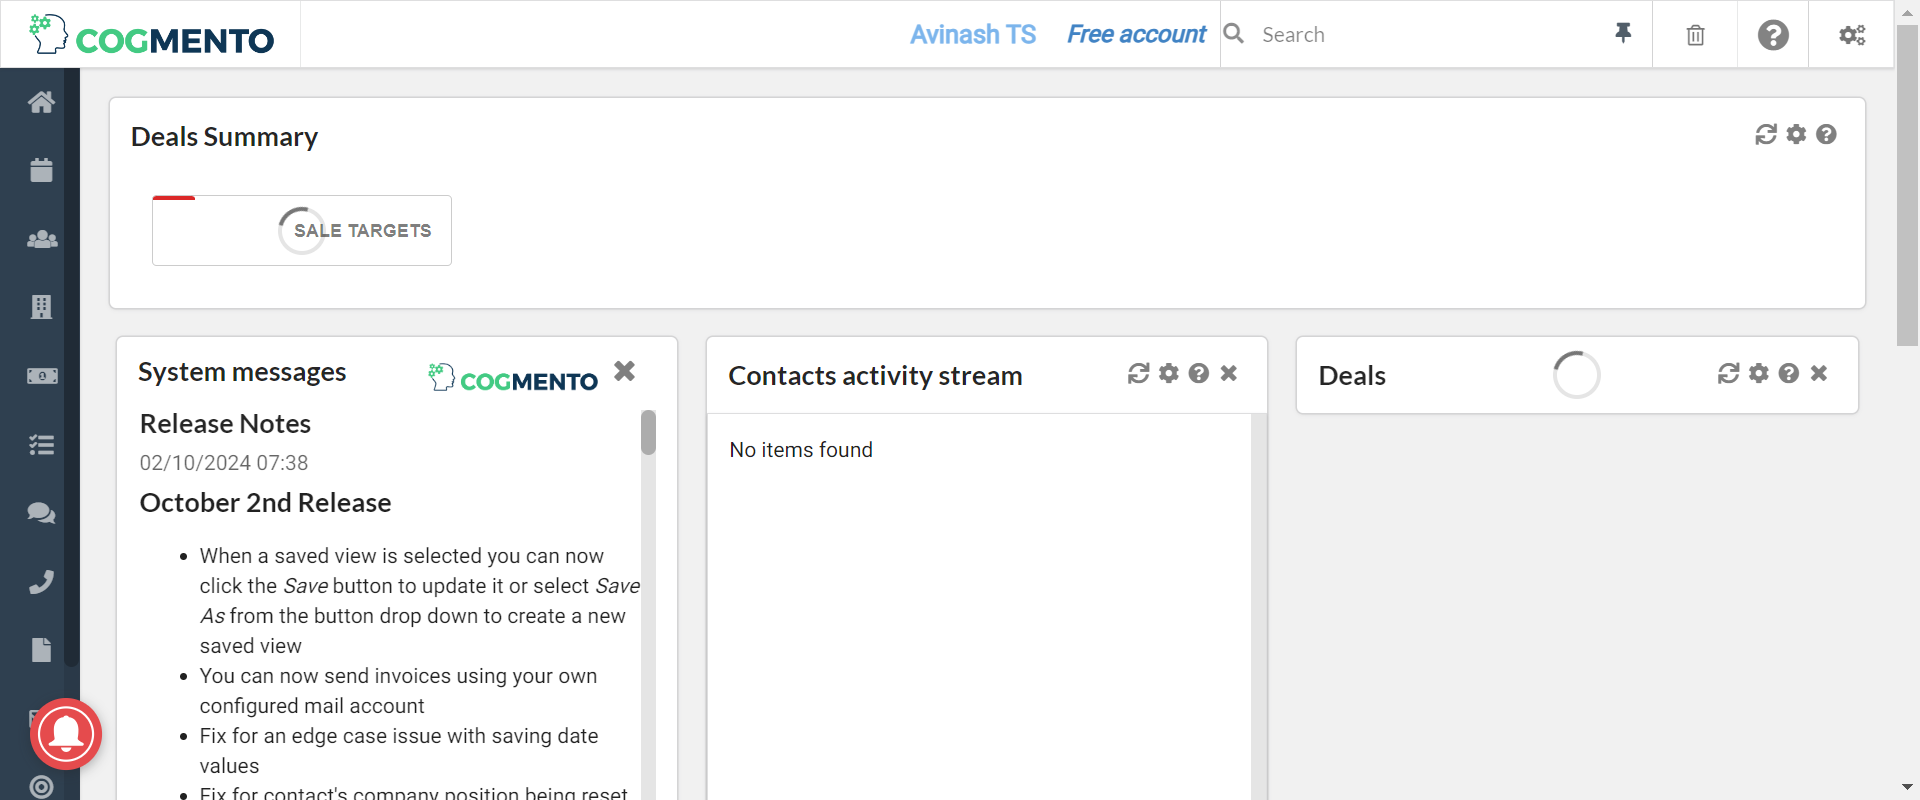 COGMENTO
Avinash TS
Free account
Search
Deals Summary
SALE TARGETS
System messages
COGMENTO
Release Notes
02/10/2024 07:38
October 2nd Release
When a saved view is selected you can now
click the Save button to update it or select Save
As from the button drop down to create a new
saved view
You can now send invoices using your own
configured mail account
Fix for an edge case issue with saving date
values
Fix for contact's company position being reset
Contacts activity stream
No items found
Deals